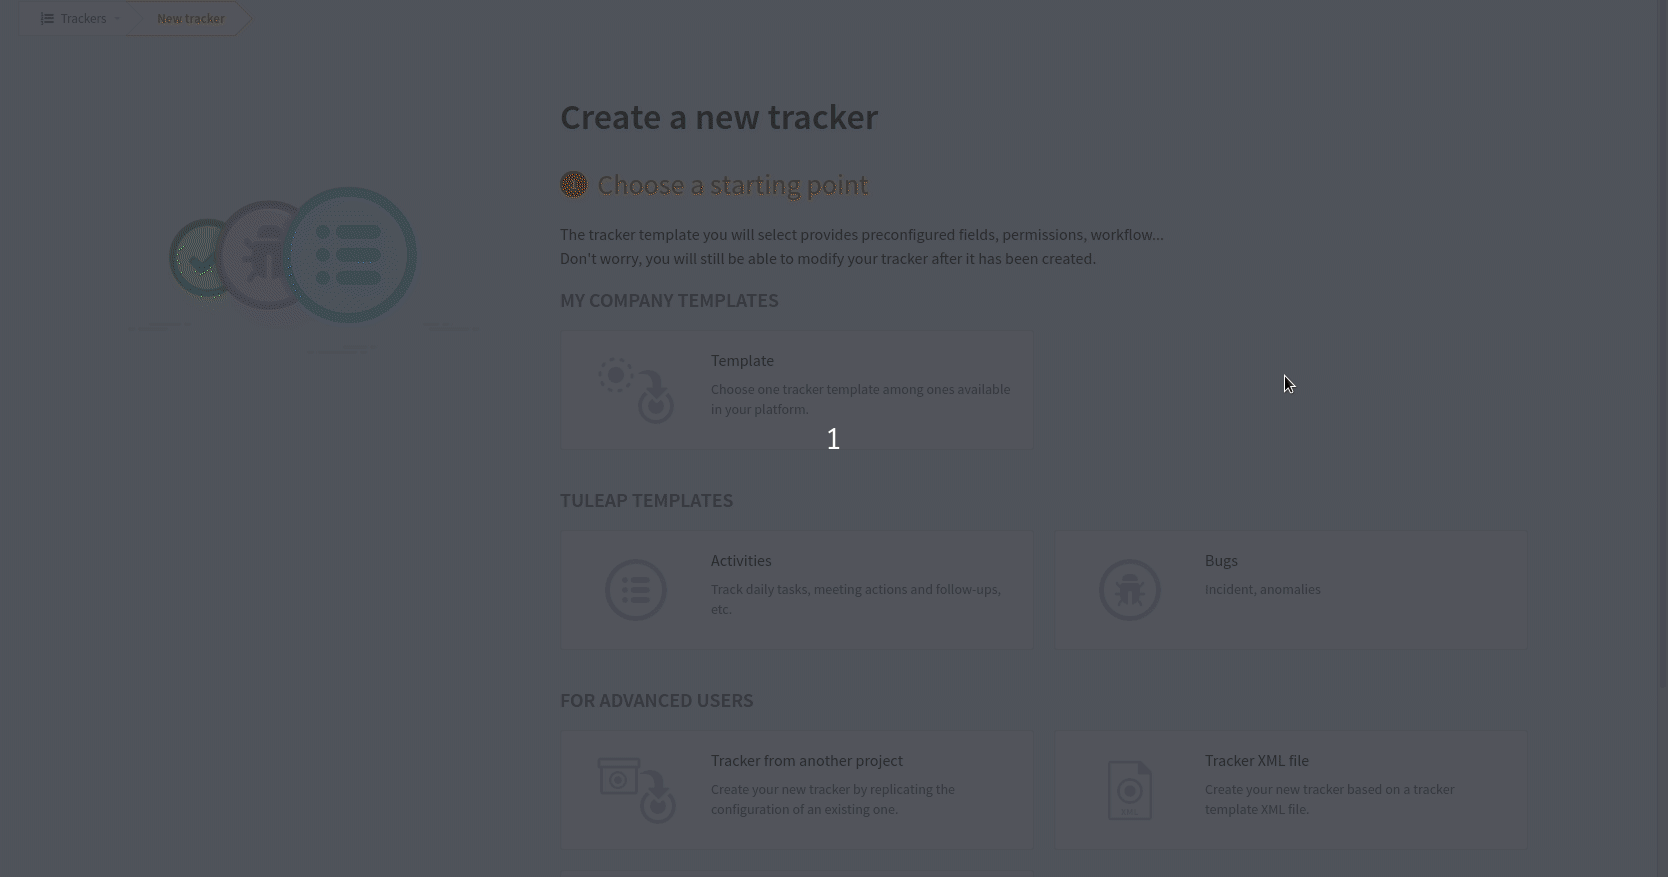 Trackers
New tracker
Create a new tracker
Choose a starting point
The tracker template you will select provides preconfigured fields, permissions, workflow...
Don't worry, you will still be able to modify your tracker after it has been created.
MY COMPANY TEMPLATES
Template
Choose one tracker template among ones available
in your platform.
1
TULEAP TEMPLATES
Activities
Track daily tasks, meeting actions and follow-ups,
etc.
Bugs
Incident, anomalies
FOR ADVANCED USERS
Tracker from another project
Create your new tracker by replicating the
configuration of an existing one.
Tracker XML file
Create your new tracker based on a tracker
template XML file.
XML